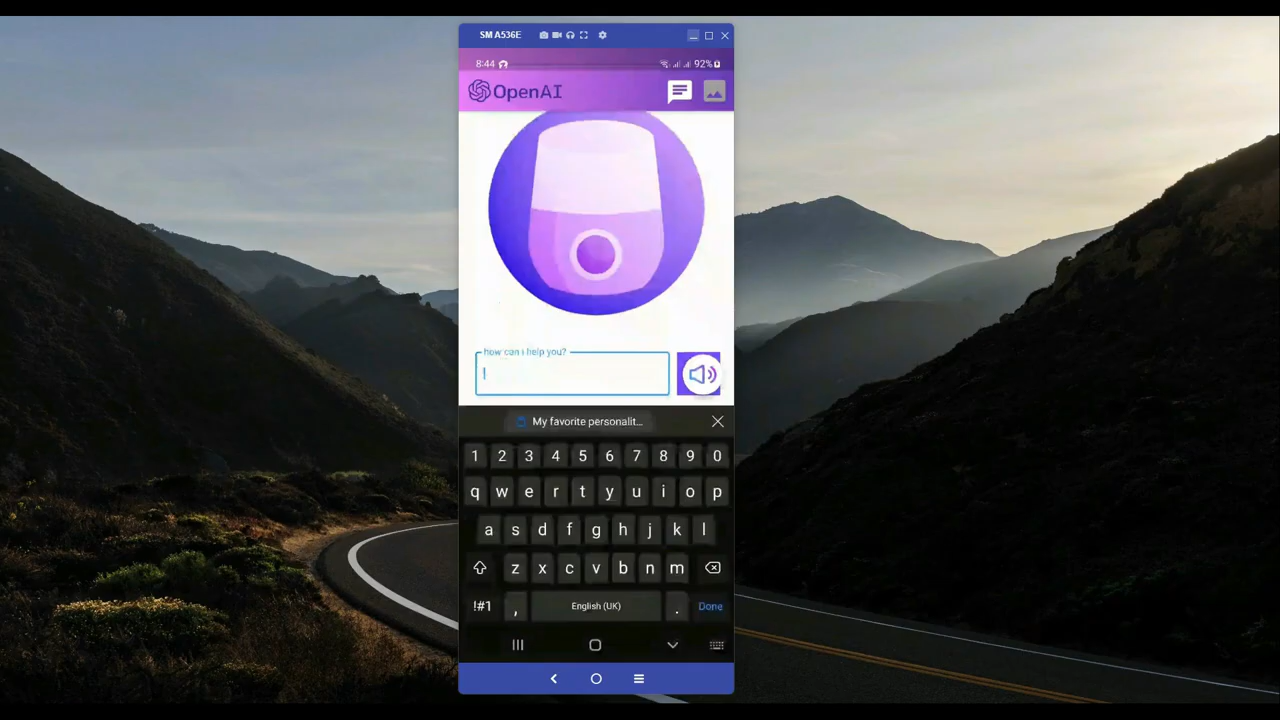 SM A536E
8:44
92%
OpenAI
how can i help you?
My favorite personalit...
1 2 3 4 5 6 7 8 9 0
q w e r t y u i o p
a s d f g h j k l
z x c v b n m
!#1 , English (UK) . Done